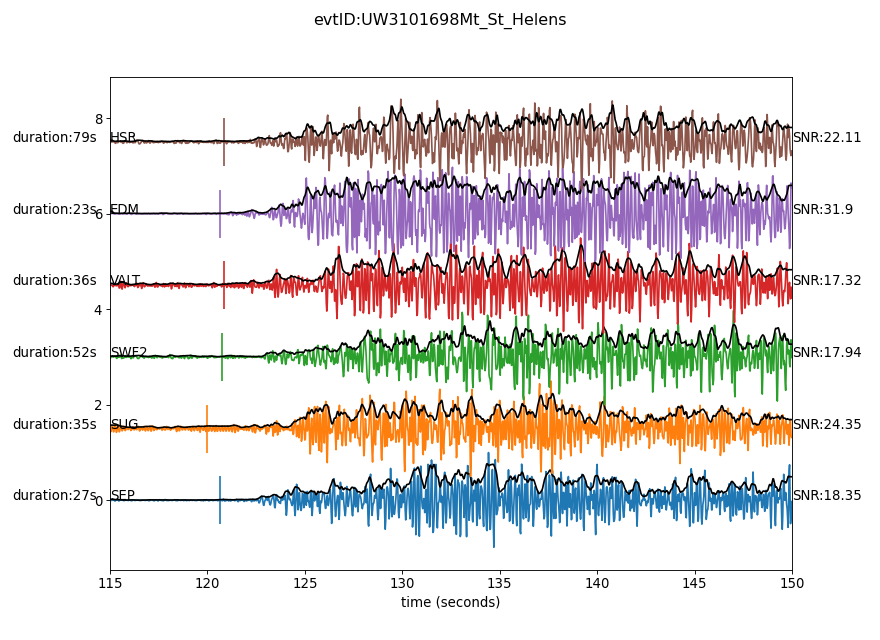 evtID:UW3101698Mt_St_Helens
8
duration:79s HSR SNR:22.11
duration:23s 6 EDM SNR:31.9
duration:36s VALT SNR:17.32
4
duration:52s SWF2 SNR:17.94
2
duration:35s SUG SNR:24.35
duration:27s 0 SEP SNR:18.35
115 120 125 130 135 140 145 150
time (seconds)